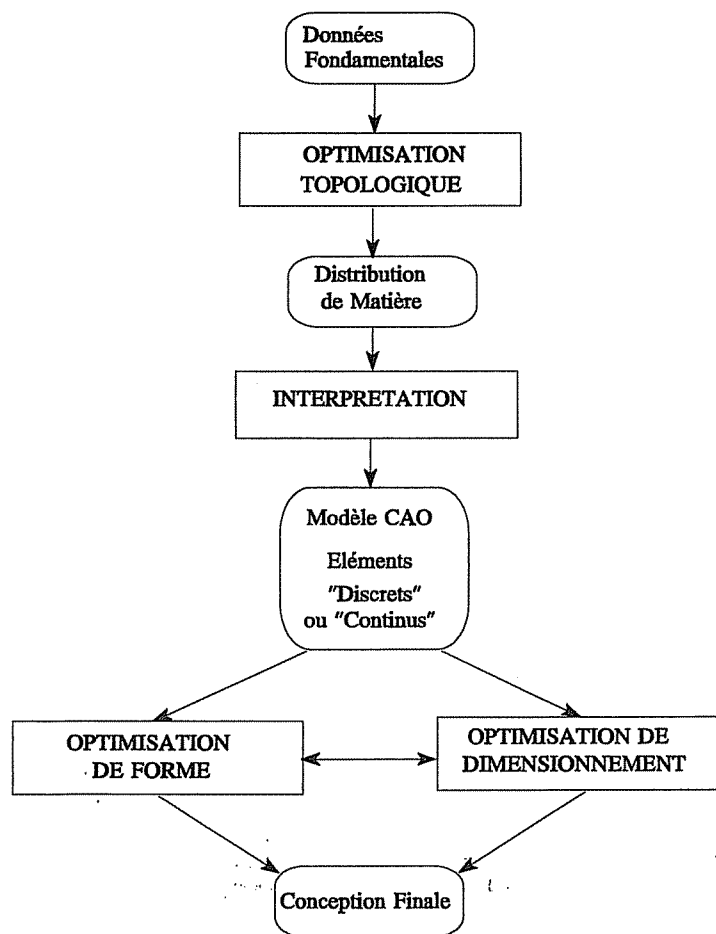 Données
Fondamentales
OPTIMISATION
TOPOLOGIQUE
Distribution
de Matière
INTERPRETATION
Modèle CAO
Eléments
"Discrets"
ou "Continus"
OPTIMISATION
DE FORME
OPTIMISATION DE
DIMENSIONNEMENT
Conception Finale